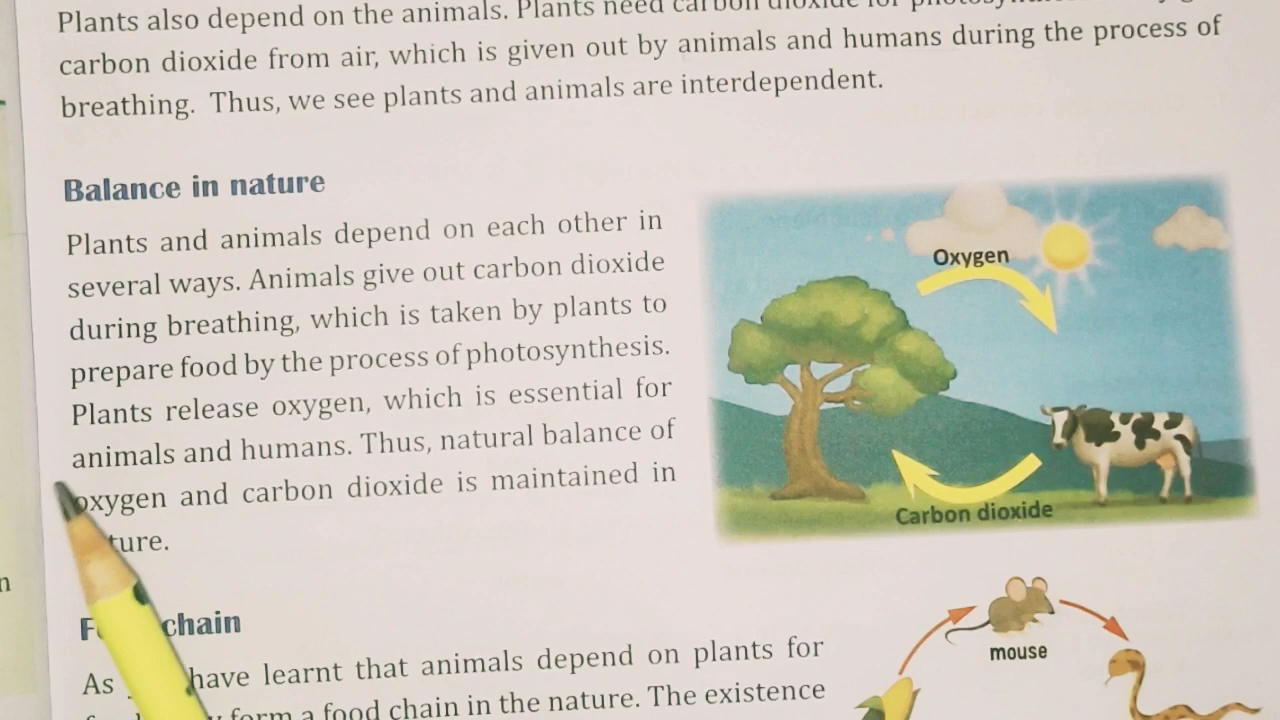 Plants also depend on the animals. Plants need carbon dioxide for
carbon dioxide from air, which is given out by animals and humans during the process of
breathing. Thus, we see plants and animals are interdependent.
Balance in nature
Plants and animals depend on each other in
several ways. Animals give out carbon dioxide
during breathing, which is taken by plants to
prepare food by the process of photosynthesis.
Plants release oxygen, which is essential for
animals and humans. Thus, natural balance of
oxygen and carbon dioxide is maintained in
ture.
Oxygen
Carbon dioxide
chain
As have learnt that animals depend on plants for
form a food chain in the nature. The existence
mouse
n